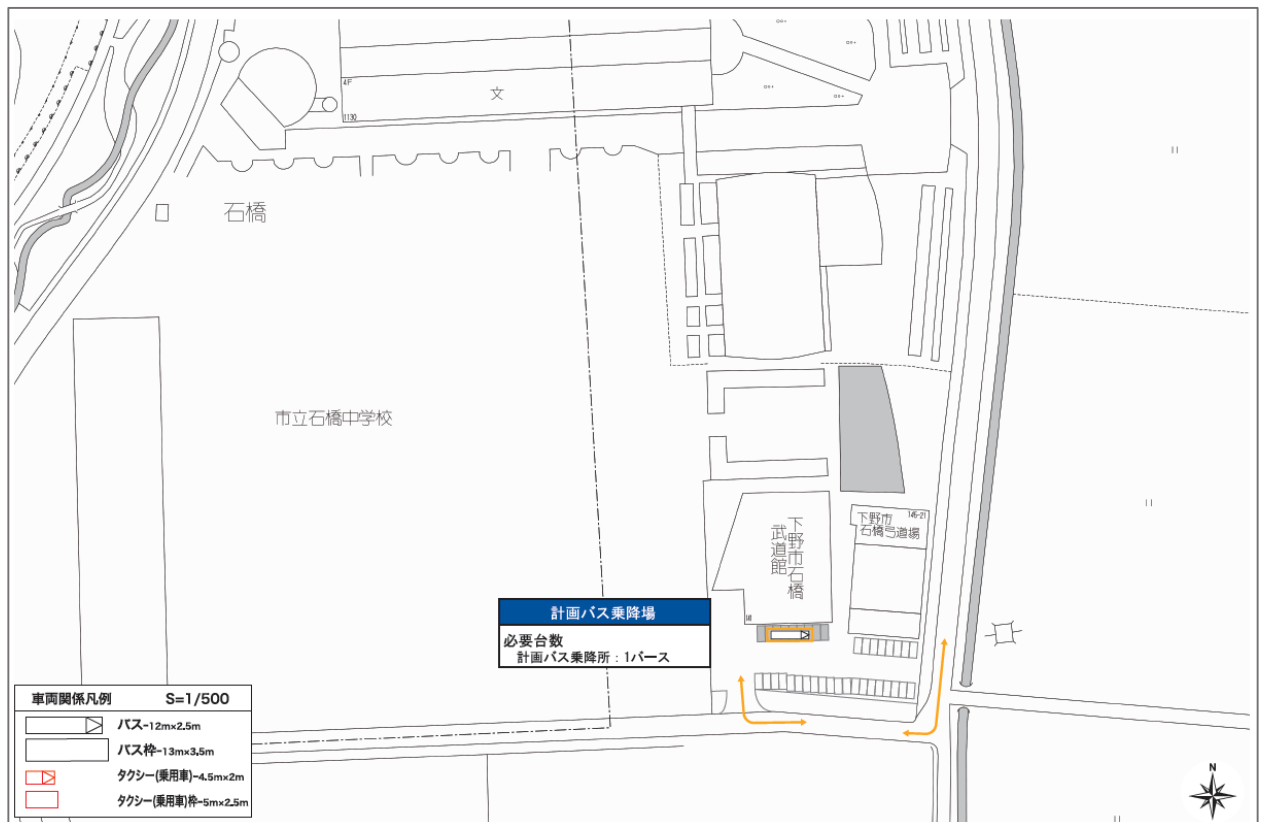 4F
文
1130
石橋
市立石橋中学校
下野市石橋
武道館
下野市
石橋弓道場
145-21
計画バス乗降場
必要台数
計画バス乗降所：1バース
車両関係凡例 S=1/500
バス-12m×2.5m
バス枠-13m×3.5m
タクシー(乗用車)-4.5m×2m
タクシー(乗用車)枠-5m×2.5m
N